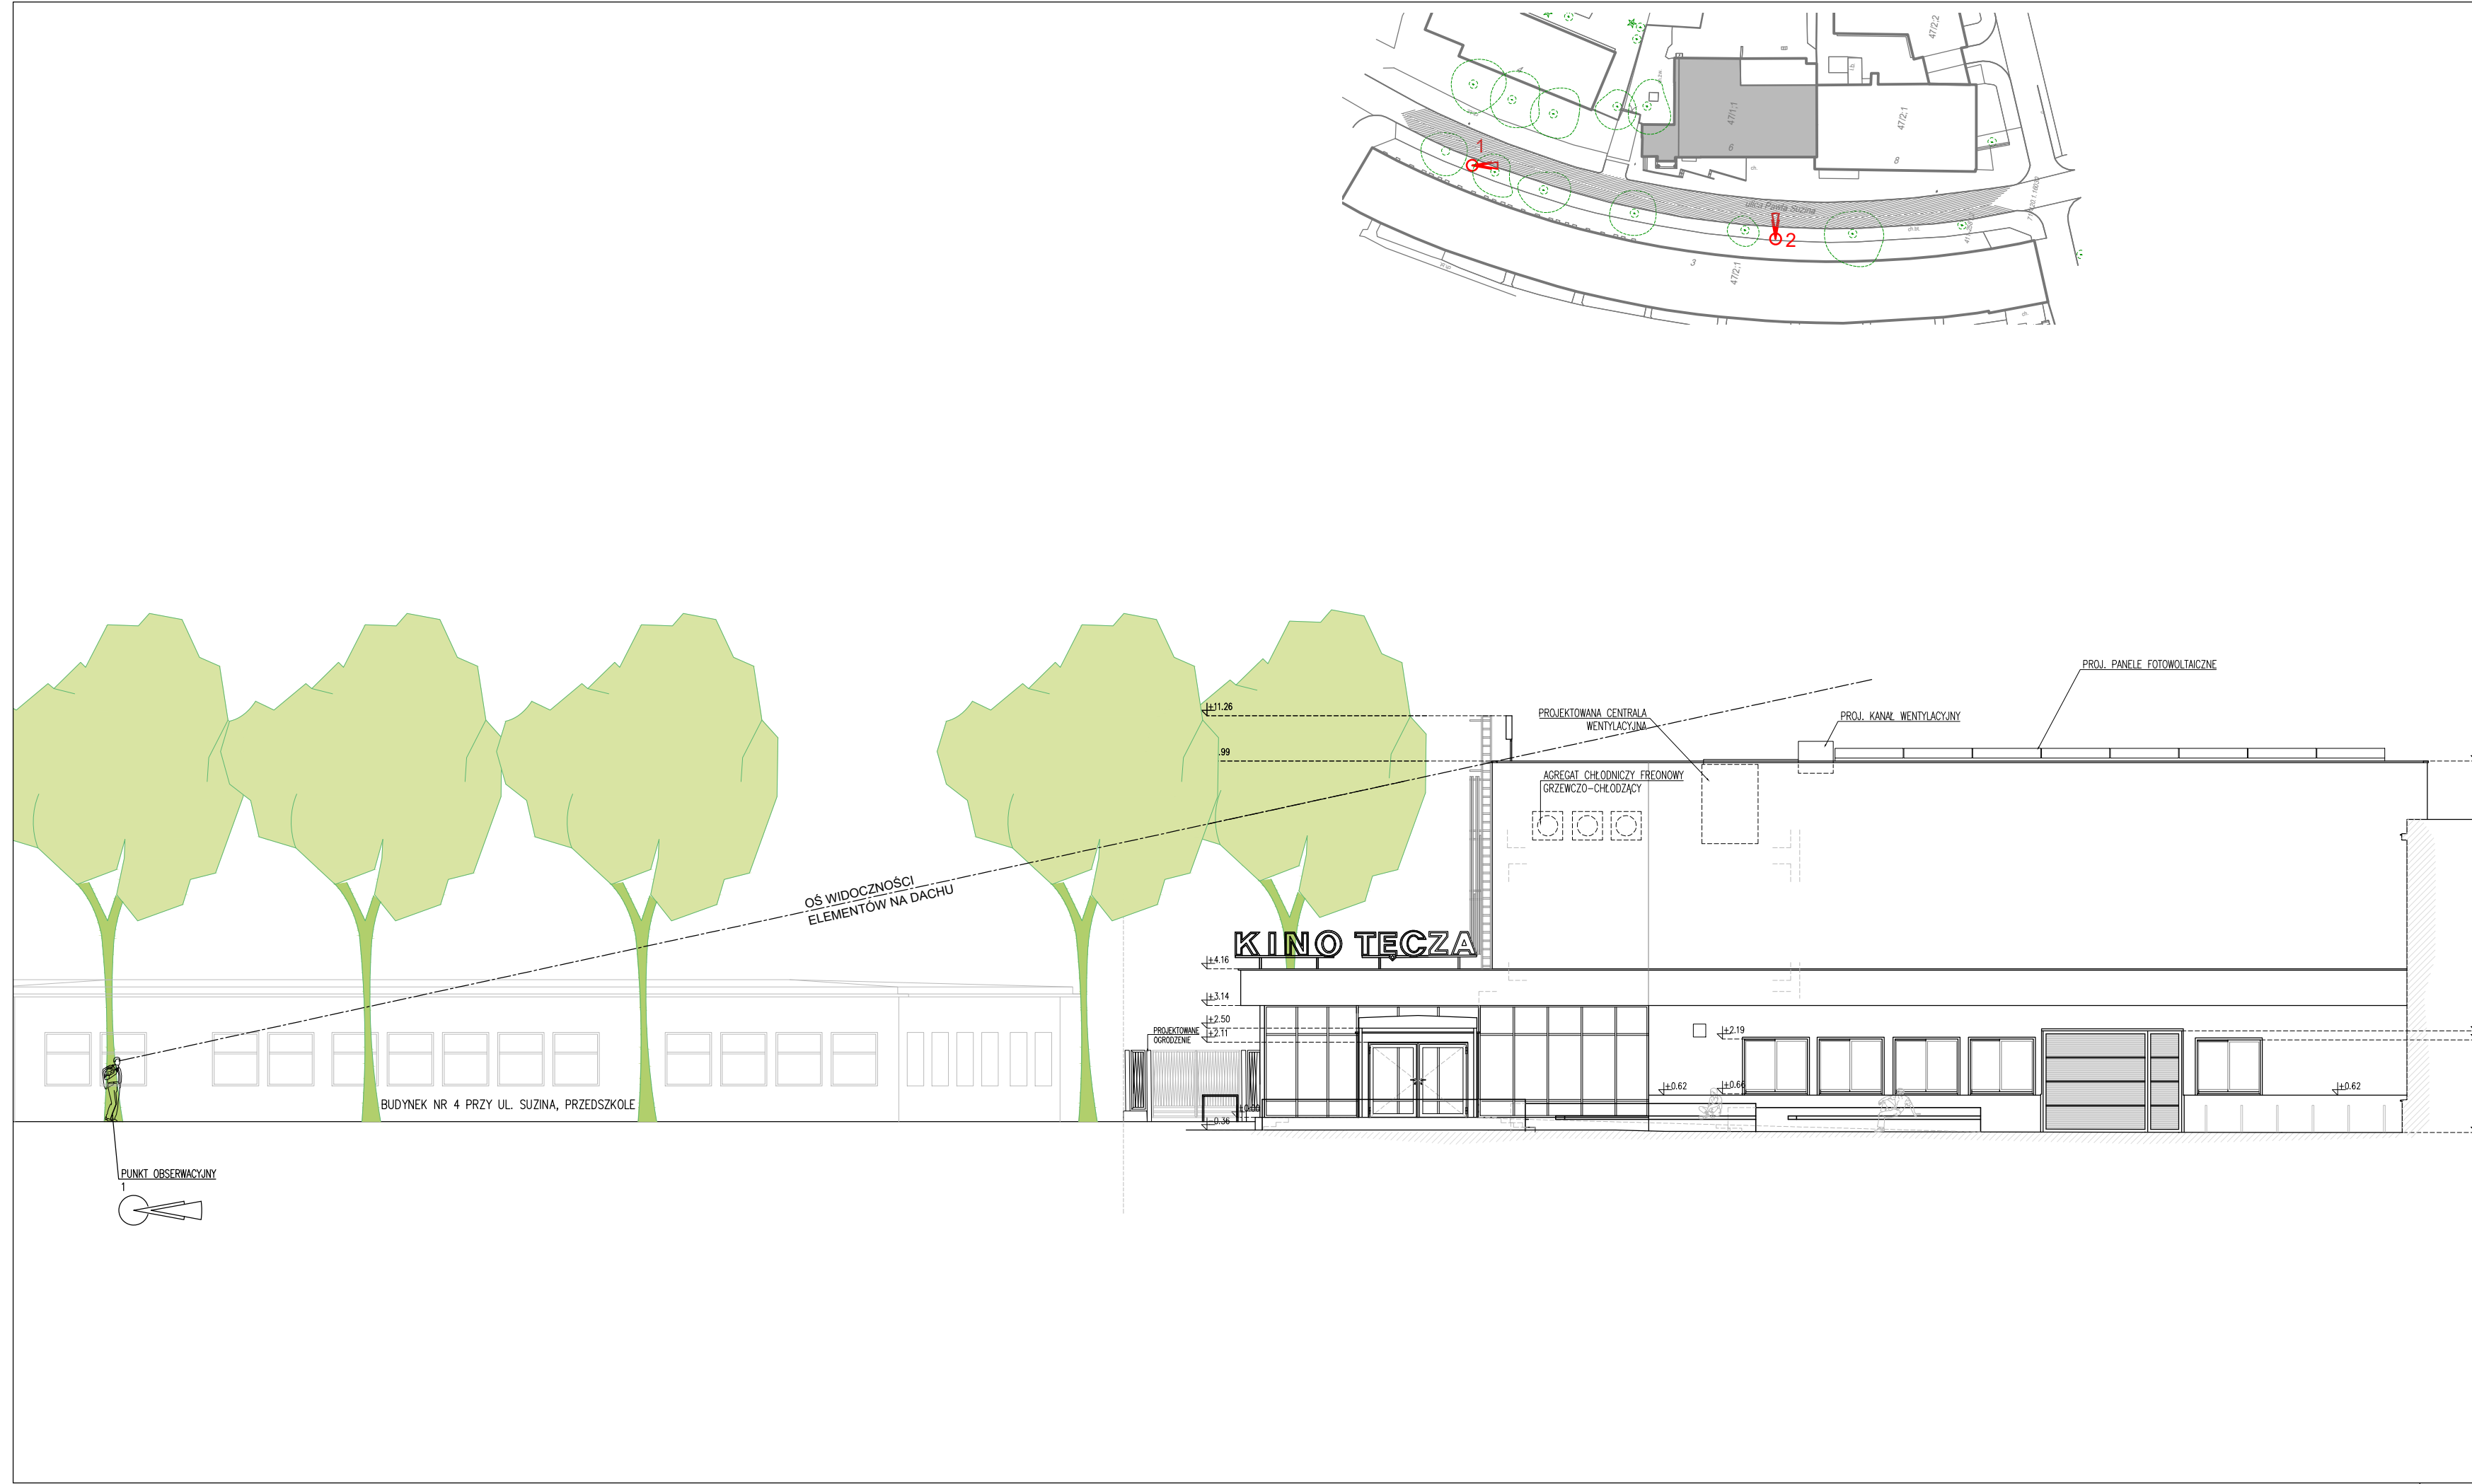 47/2;2
47/1;1
6
47/2;1
8
1
ulica Pawła Suzina
2
3
47/2;1
PROJ. PANELE FOTOWOLTAICZNE
PROJ. KANAŁ WENTYLACYJNY
PROJEKTOWANA CENTRALA
WENTYLACYJNA
+11.26
.99
AGREGAT CHŁODNICZY FREONOWY
GRZEWCZO-CHŁODZĄCY
OŚ WIDOCZNOŚCI
ELEMENTÓW NA DACHU
KINO TĘCZA
+4.16
+3.14
+2.50
+2.11
+2.19
PROJEKTOWANE
OGRODZENIE
+0.62
+0.66
+0.62
BUDYNEK NR 4 PRZY UL. SUZINA, PRZEDSZKOLE
-0.36
PUNKT OBSERWACYJNY
1